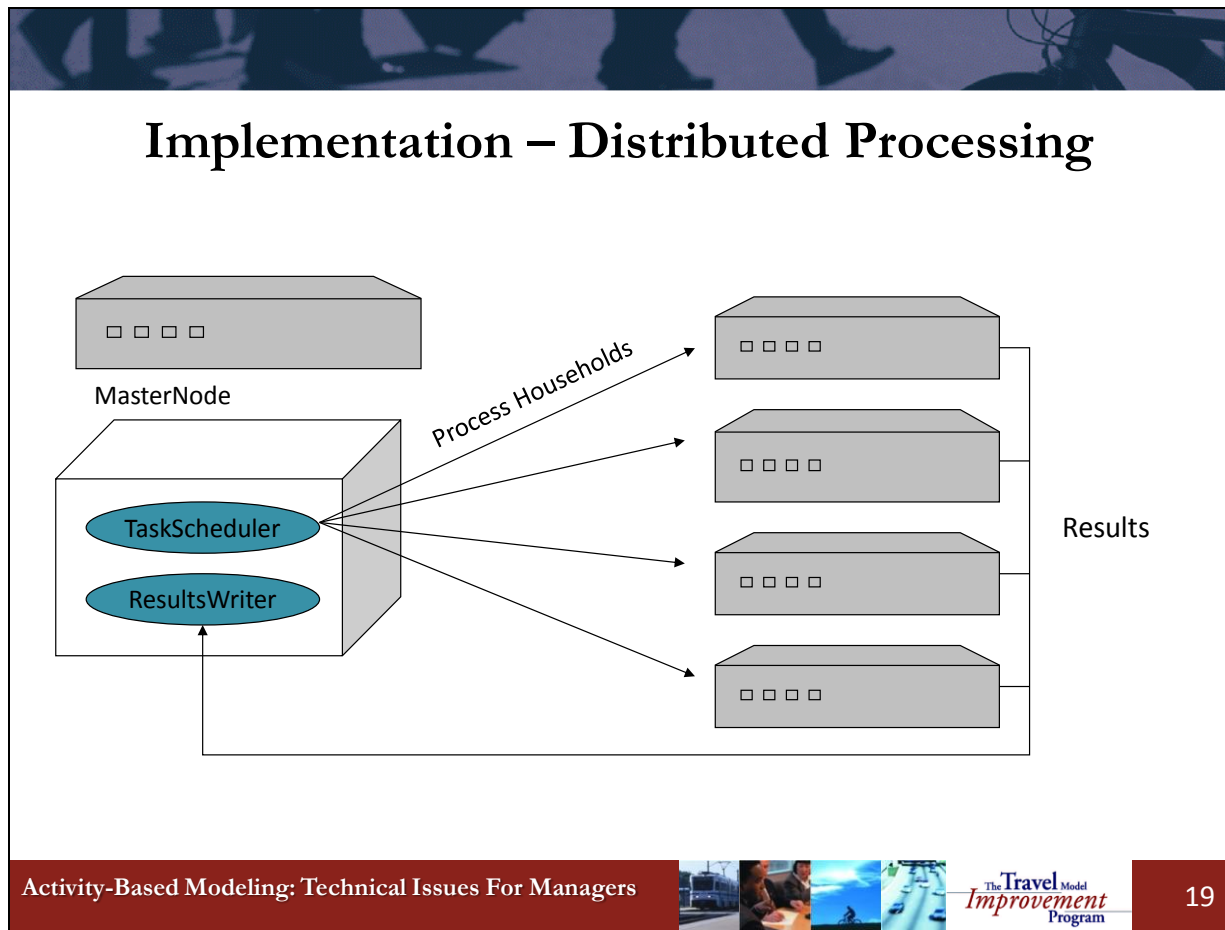 Implementation – Distributed Processing
MasterNode
Process Households
TaskScheduler
ResultsWriter
Results
Activity-Based Modeling: Technical Issues For Managers
The Travel Model
Improvement
Program
19